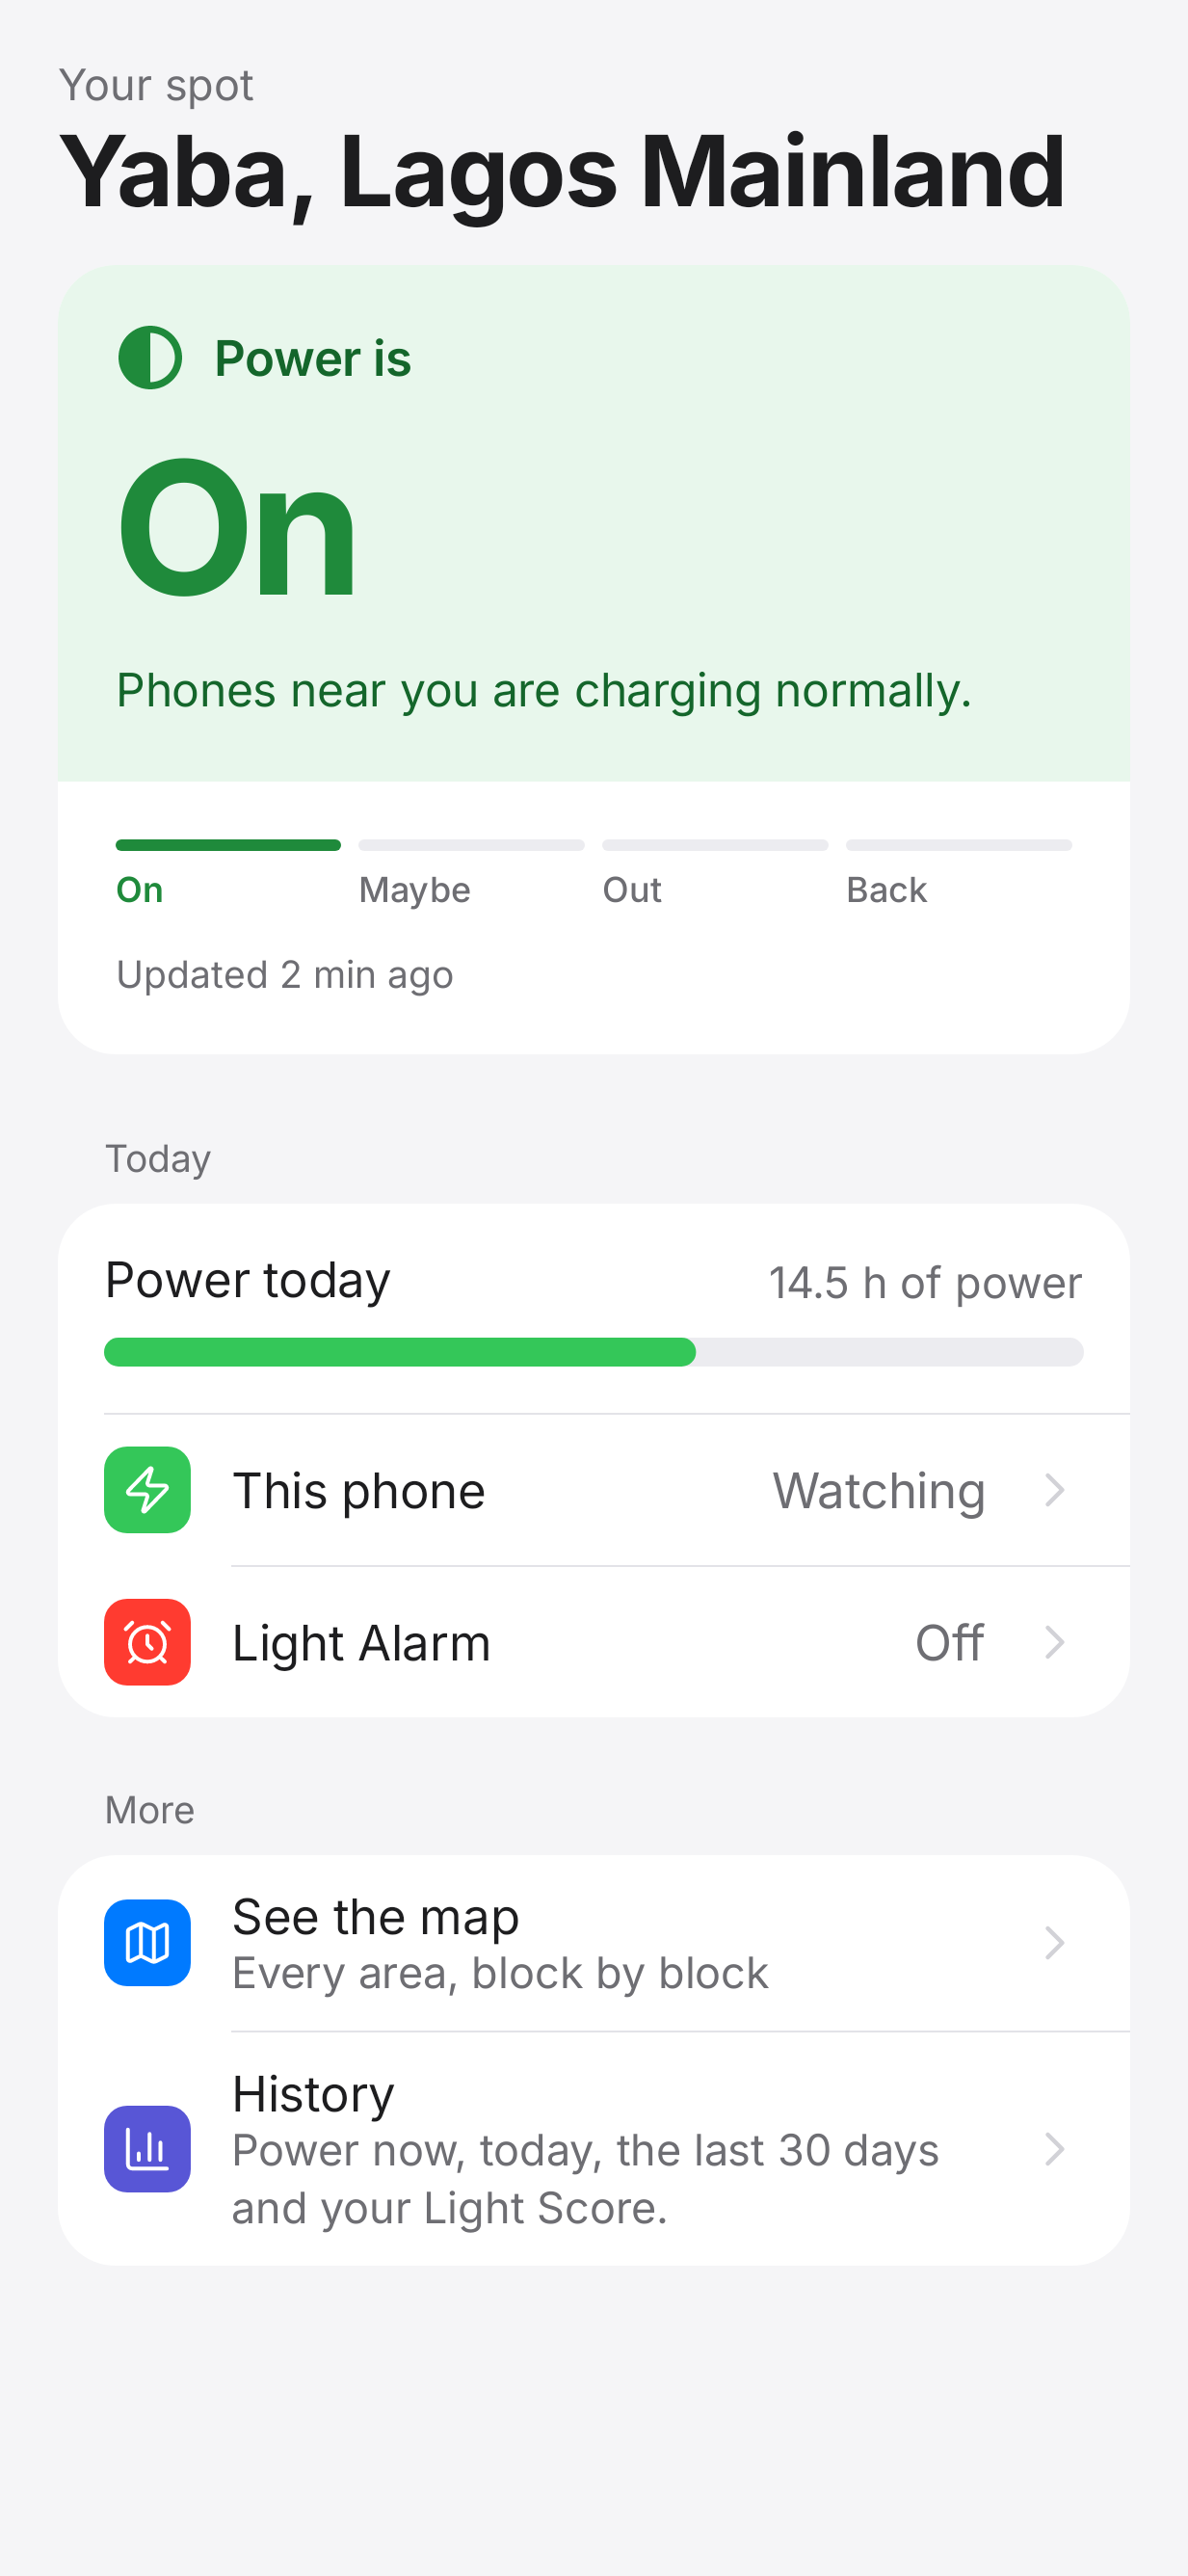 Your spot
Yaba, Lagos Mainland
Power is
On
Phones near you are charging normally.
On
Maybe
Out
Back
Updated 2 min ago
Today
Power today
14.5 h of power
This phone
Watching
Light Alarm
Off
More
See the map
Every area, block by block
History
Power now, today, the last 30 days
and your Light Score.